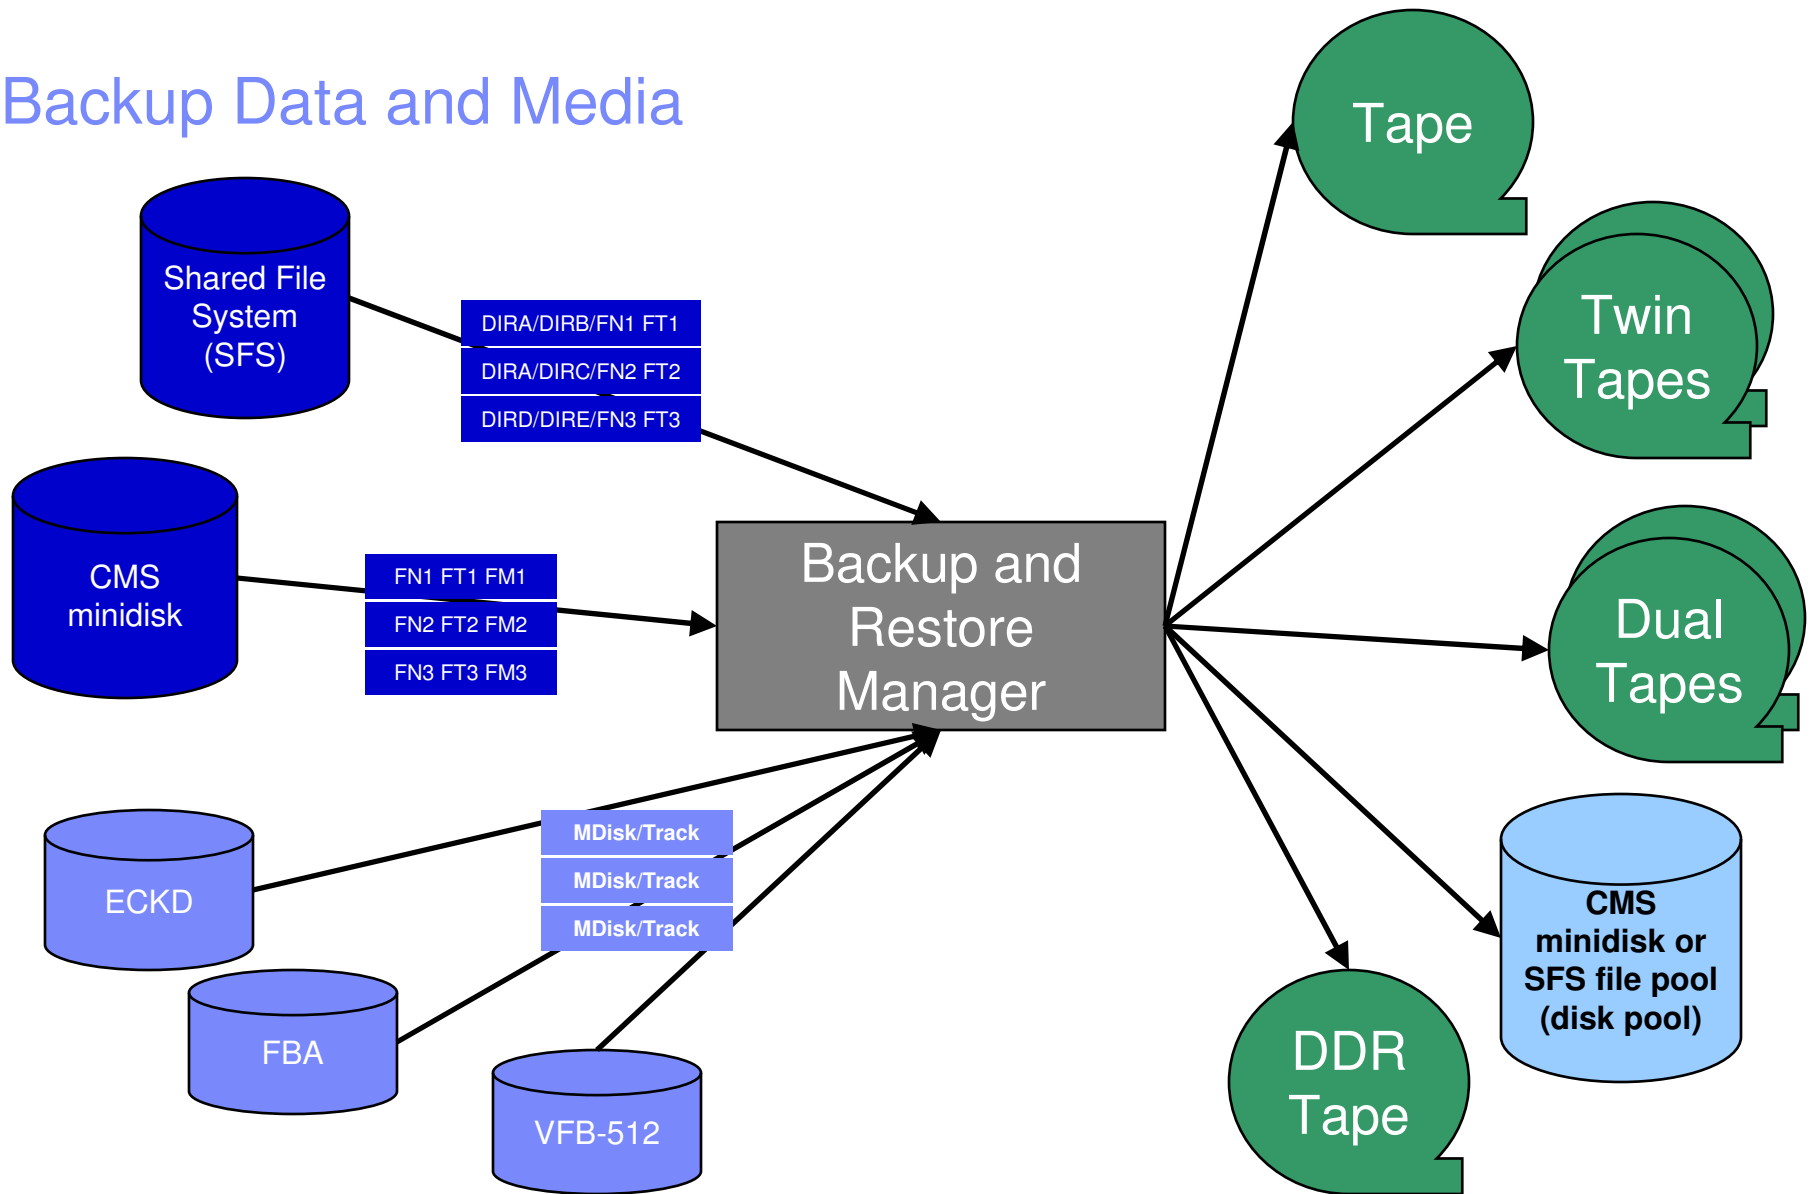 Backup Data and Media
Shared File
System
(SFS)
DIRA/DIRB/FN1 FT1
DIRA/DIRC/FN2 FT2
DIRD/DIRE/FN3 FT3
CMS
minidisk
FN1 FT1 FM1
FN2 FT2 FM2
FN3 FT3 FM3
Backup and
Restore
Manager
ECKD
FBA
VFB-512
MDisk/Track
MDisk/Track
MDisk/Track
Tape
Twin
Tapes
Dual
Tapes
CMS
minidisk or
SFS file pool
(disk pool)
DDR
Tape